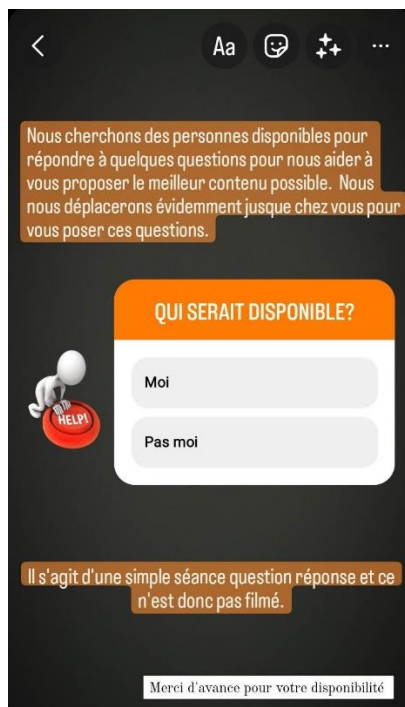 Aa
Nous cherchons des personnes disponibles pour
répondre à quelques questions pour nous aider à
vous proposer le meilleur contenu possible. Nous
nous déplacerons évidemment jusque chez vous pour
vous poser ces questions.
QUI SERAIT DISPONIBLE?
Moi
HELP!
Pas moi
Il s'agit d'une simple séance question réponse et ce
n'est donc pas filmé.
Merci d'avance pour votre disponibilité